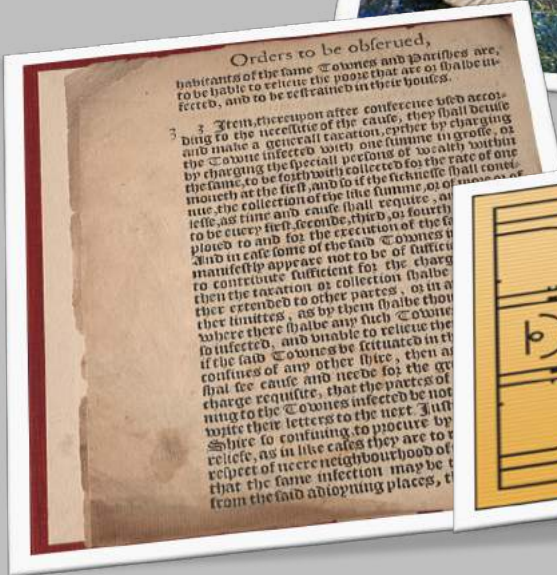 Orders to be obſerued,
habitants of the ſame Townes and Pariſhes are,
to be hable to relieue the poore that are or ſhalbe in-
fected, and to be reſtrained in their houſes.
3 3 Item, thereupon after conference vſed accor-
ding to the neceſſitie of the cauſe, they ſhall deuiſe
and make a generall taxation, eyther by charging
the Towne infected with one ſumme in groſſe, or
by charging the ſpeciall perſons of wealth within
the ſame, to be forthwith collected for the rate of one
moneth at the firſt, and ſo if the ſickneſſe ſhall conti-
nue, the collection of the like ſumme, or of more or of
leſſe, as time and cauſe ſhall require,
to be euery firſt, ſeconde, third, or fourth
ployed to and for the execution of the
And in caſe ſome of the ſaid Townes
manifeſtly appeare not to be of
to contribute ſufficient for the
then the taxation or collection ſhalbe
ther extended to other partes, or in
ther limittes, as by them ſhalbe
where there ſhalbe any ſuch
ſo infected, and vnable to relieue
if the ſaid Townes be ſcituated in
confines of any other ſhire, then
ſhal ſee cauſe and neede for the
charge requiſite, that the partes of
ning to the Townes infected be not
write their letters to the next
Shire ſo confining, to procure by
reliefe, as in like caſes they are to
reſpect of neere neighbourhood of
that the ſame infection may be
from the ſaid adioyning places,